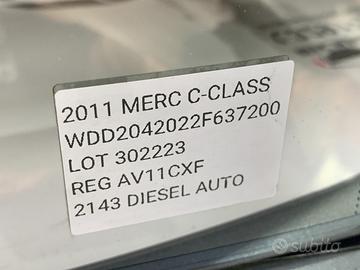 2011 MERC C-CLASS
WDD2042022F637200
LOT 302223
REG AV11CXF
2143 DIESEL AUTO
subito